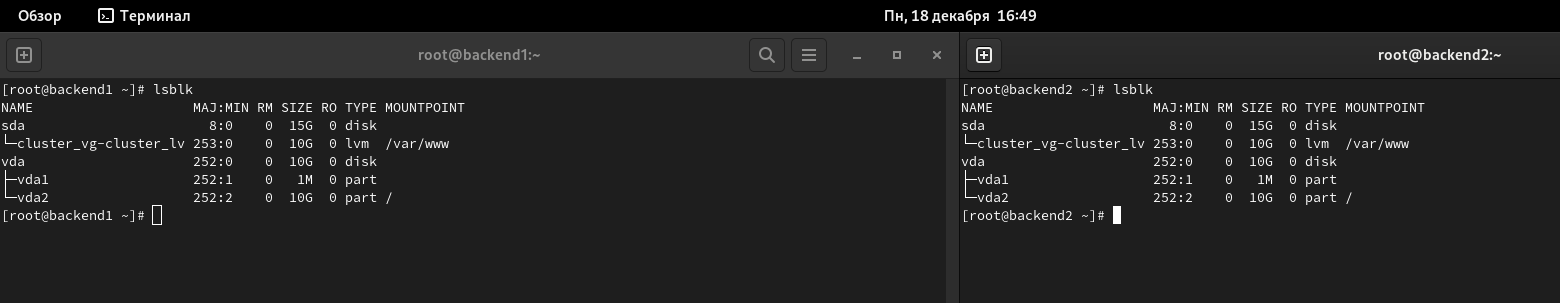 Обзор Терминал Пн, 18 декабря 16:49
root@backend1:~
[root@backend1 ~]# lsblk
NAME                    MAJ:MIN RM SIZE RO TYPE MOUNTPOINT
sda                       8:0    0  15G  0 disk
└─cluster_vg-cluster_lv 253:0    0  10G  0 lvm  /var/www
vda                     252:0    0  10G  0 disk
├─vda1                  252:1    0   1M  0 part
└─vda2                  252:2    0  10G  0 part /
[root@backend1 ~]#
root@backend2:~
[root@backend2 ~]# lsblk
NAME                    MAJ:MIN RM SIZE RO TYPE MOUNTPOINT
sda                       8:0    0  15G  0 disk
└─cluster_vg-cluster_lv 253:0    0  10G  0 lvm  /var/www
vda                     252:0    0  10G  0 disk
├─vda1                  252:1    0   1M  0 part
└─vda2                  252:2    0  10G  0 part /
[root@backend2 ~]#